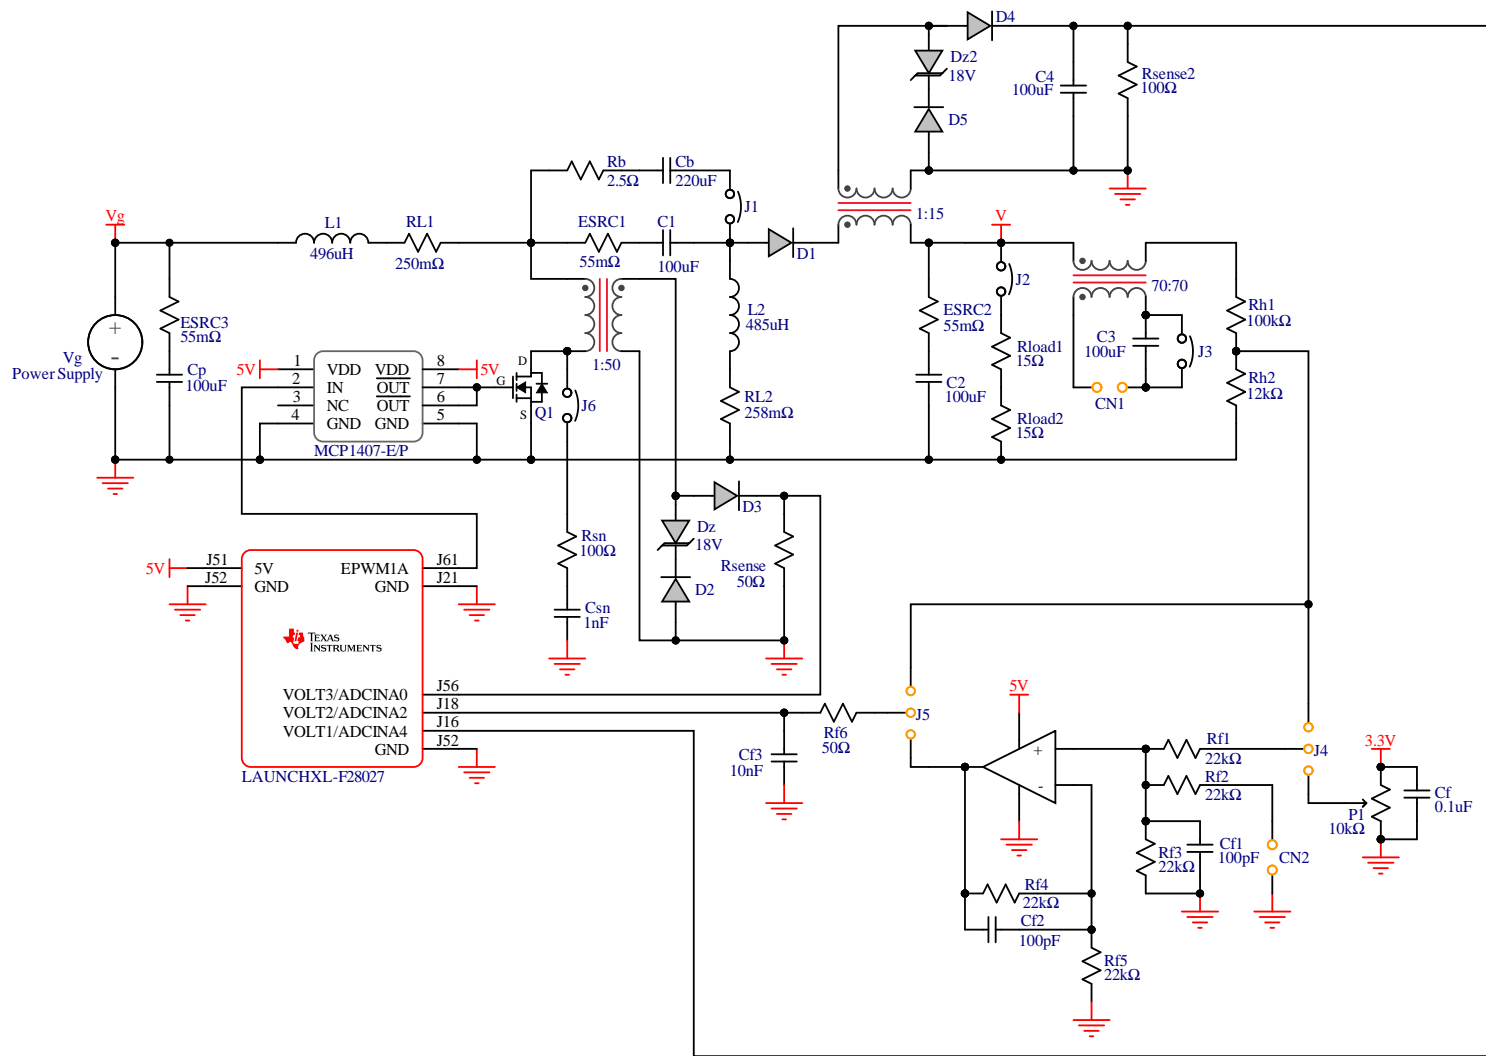 D4
Dz2
18V
C4
100uF
Rsense2
100Ω
D5
Rb
2.5Ω
Cb
220uF
J1
1:15
Vg
L1
496uH
RL1
250mΩ
ESRC1
55mΩ
C1
100uF
D1
V
J2
70:70
ESRC3
55mΩ
+
-
Vg
Power Supply
Cp
100uF
L2
485uH
ESRC2
55mΩ
C2
100uF
Rload1
15Ω
Rload2
15Ω
C3
100uF
J3
CN1
Rh1
100kΩ
Rh2
12kΩ
1:50
5V
1 VDD VDD 8
5V
2 IN OUT 7
3 NC OUT 6
4 GND GND 5
MCP1407-E/P
D
G
S
Q1
J6
RL2
258mΩ
D3
Dz
18V
D2
Rsense
50Ω
Rsn
100Ω
Csn
1nF
5V
J51 5V EPWM1A J61
J52 GND GND J21
TEXAS
INSTRUMENTS
VOLT3/ADCINA0 J56
VOLT2/ADCINA2 J18
VOLT1/ADCINA4 J16
GND J52
LAUNCHXL-F28027
Rf6
50Ω
Cf3
10nF
J5
5V
+
-
Rf1
22kΩ
Rf2
22kΩ
J4
3.3V
P1
10kΩ
Cf
0.1uF
Rf3
22kΩ
Cf1
100pF
CN2
Rf4
22kΩ
Cf2
100pF
Rf5
22kΩ